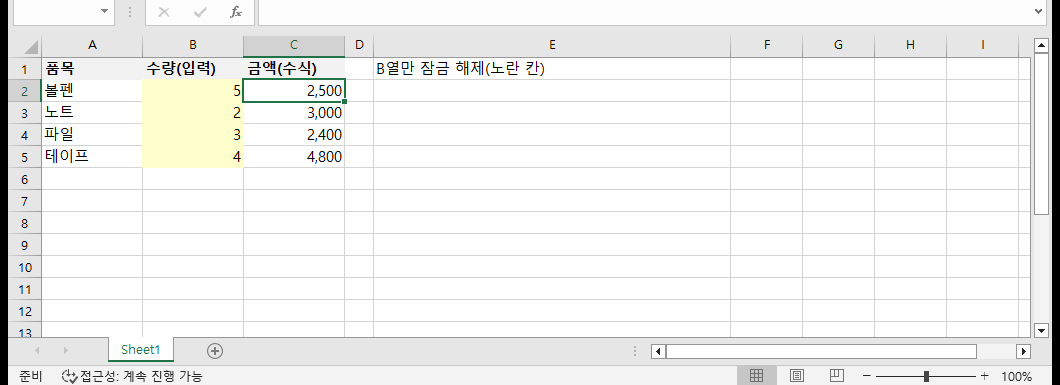 fx
A B C D E F G H I
1 품목 수량(입력) 금액(수식) B열만 잠금 해제(노란 칸)
2 볼펜 5 2,500
3 노트 2 3,000
4 파일 3 2,400
5 테이프 4 4,800
6
7
8
9
10
11
12
13
Sheet1
준비 접근성: 계속 진행 가능 100%